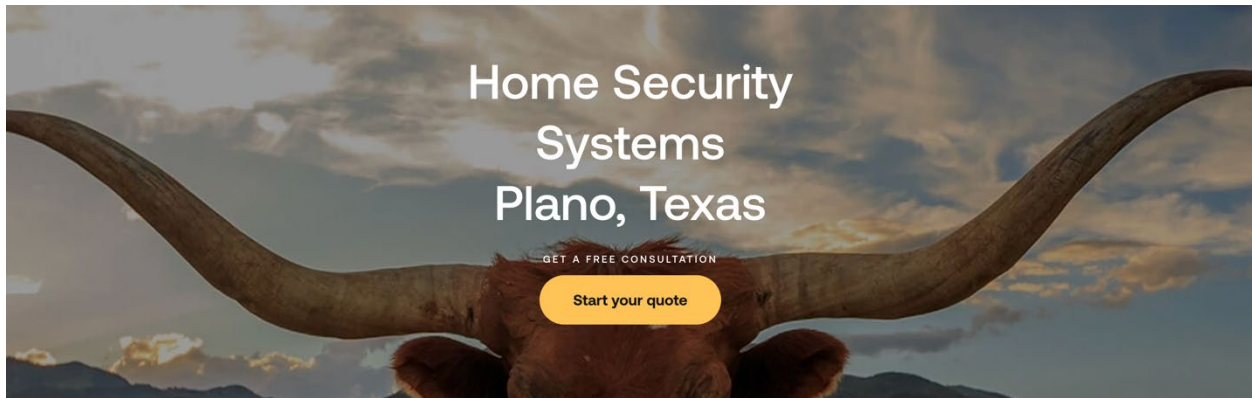 Home Security
Systems
Plano, Texas
GET A FREE CONSULTATION
Start your quote